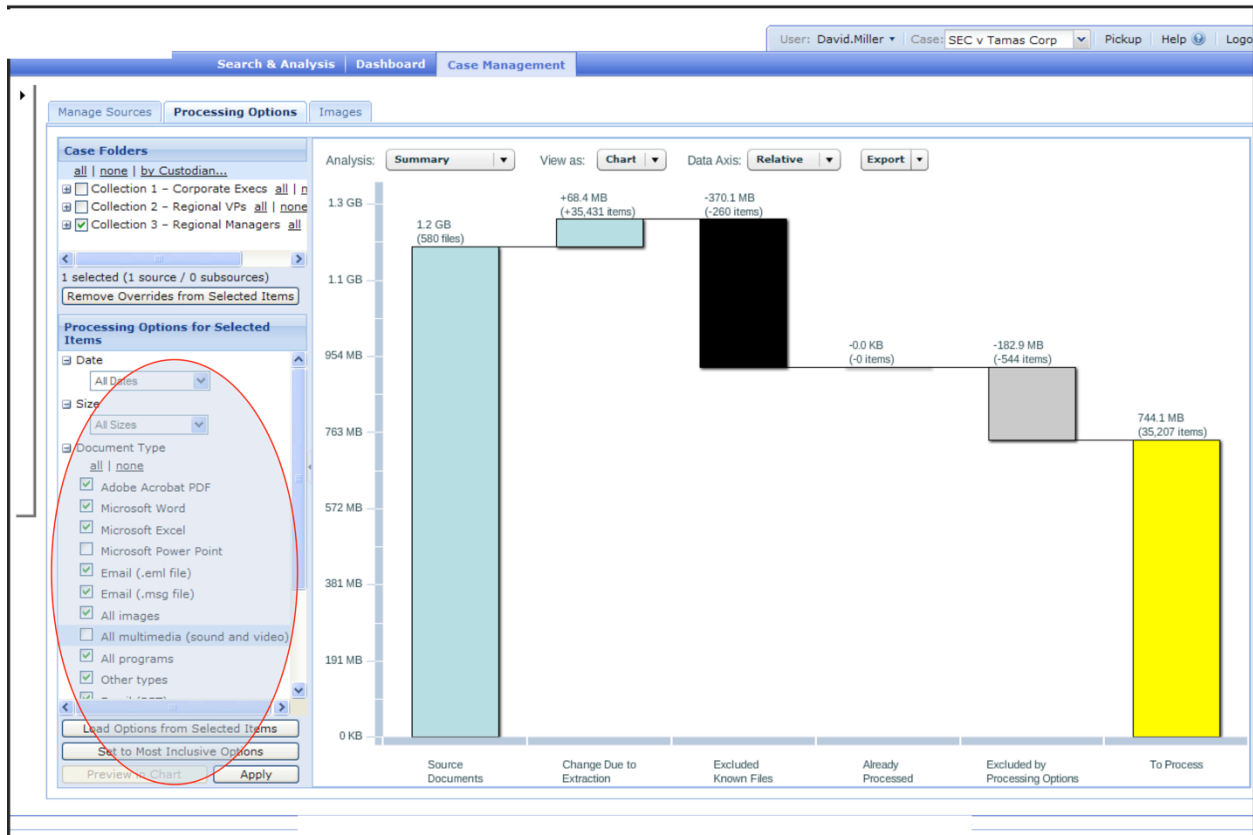 User: David.Miller Case: SEC v Tamas Corp Pickup Help Logo
Search & Analysis Dashboard Case Management
Manage Sources Processing Options Images
Case Folders
all | none | by Custodian...
Collection 1 – Corporate Execs all | n
Collection 2 – Regional VPs all | none
Collection 3 – Regional Managers all
1 selected (1 source / 0 subsources)
Remove Overrides from Selected Items
Processing Options for Selected
Items
Date
All Dates
Size
All Sizes
Document Type
all | none
Adobe Acrobat PDF
Microsoft Word
Microsoft Excel
Microsoft Power Point
Email (.eml file)
Email (.msg file)
All images
All multimedia (sound and video)
All programs
Other types
Load Options from Selected Items
Set to Most Inclusive Options
Preview in Chart Apply
Analysis: Summary View as: Chart Data Axis: Relative Export
1.3 GB
1.1 GB
954 MB
763 MB
572 MB
381 MB
191 MB
0 KB
1.2 GB
(580 files)
+68.4 MB
(+35,431 items)
-370.1 MB
(-260 items)
-0.0 KB
(-0 items)
-182.9 MB
(-544 items)
744.1 MB
(35,207 items)
Source
Documents
Change Due to
Extraction
Excluded
Known Files
Already
Processed
Excluded by
Processing Options
To Process